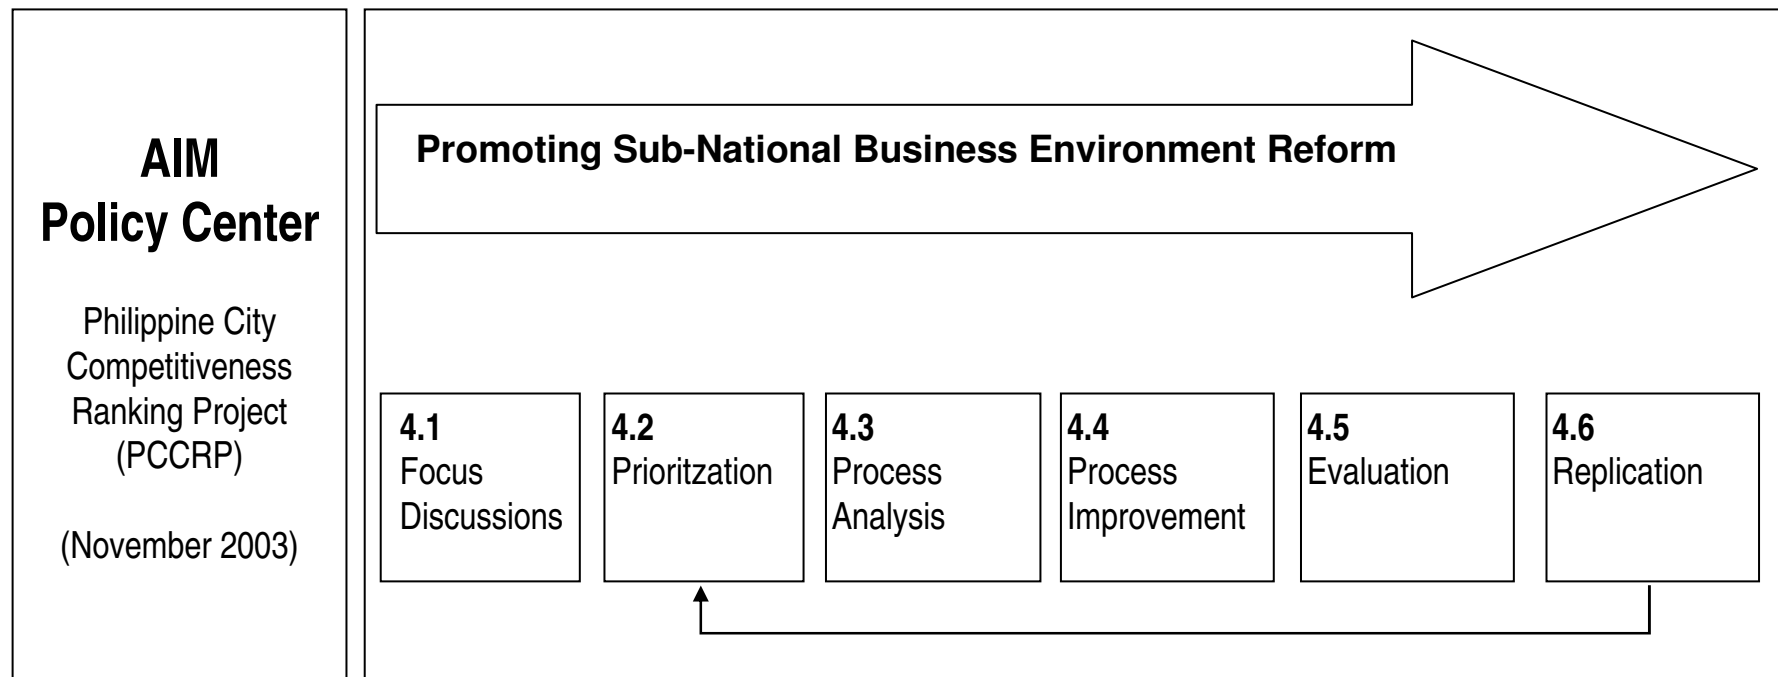 AIM
Policy Center
Philippine City
Competitiveness
Ranking Project
(PCCRP)
(November 2003)
Promoting Sub-National Business Environment Reform
4.1
Focus
Discussions
4.2
Prioritzation
4.3
Process
Analysis
4.4
Process
Improvement
4.5
Evaluation
4.6
Replication